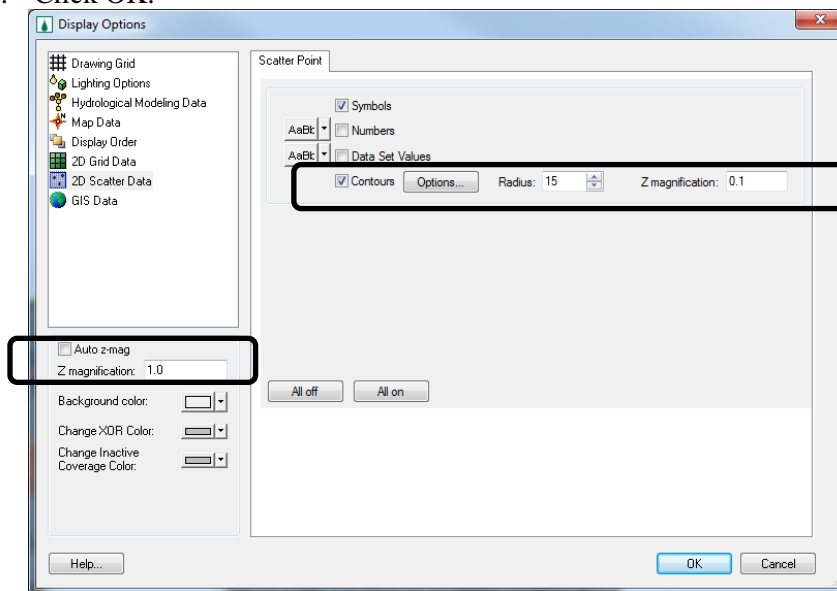 . Click OK.
Display Options
Drawing Grid
Lighting Options
Hydrological Modeling Data
Map Data
Display Order
2D Grid Data
2D Scatter Data
GIS Data
Auto z-mag
Z magnification: 1.0
Background color:
Change XOR Color:
Change Inactive
Coverage Color:
Scatter Point
Symbols
AaBb Numbers
AaBb Data Set Values
Contours Options... Radius: 15 Z magnification: 0.1
All off All on
Help... OK Cancel